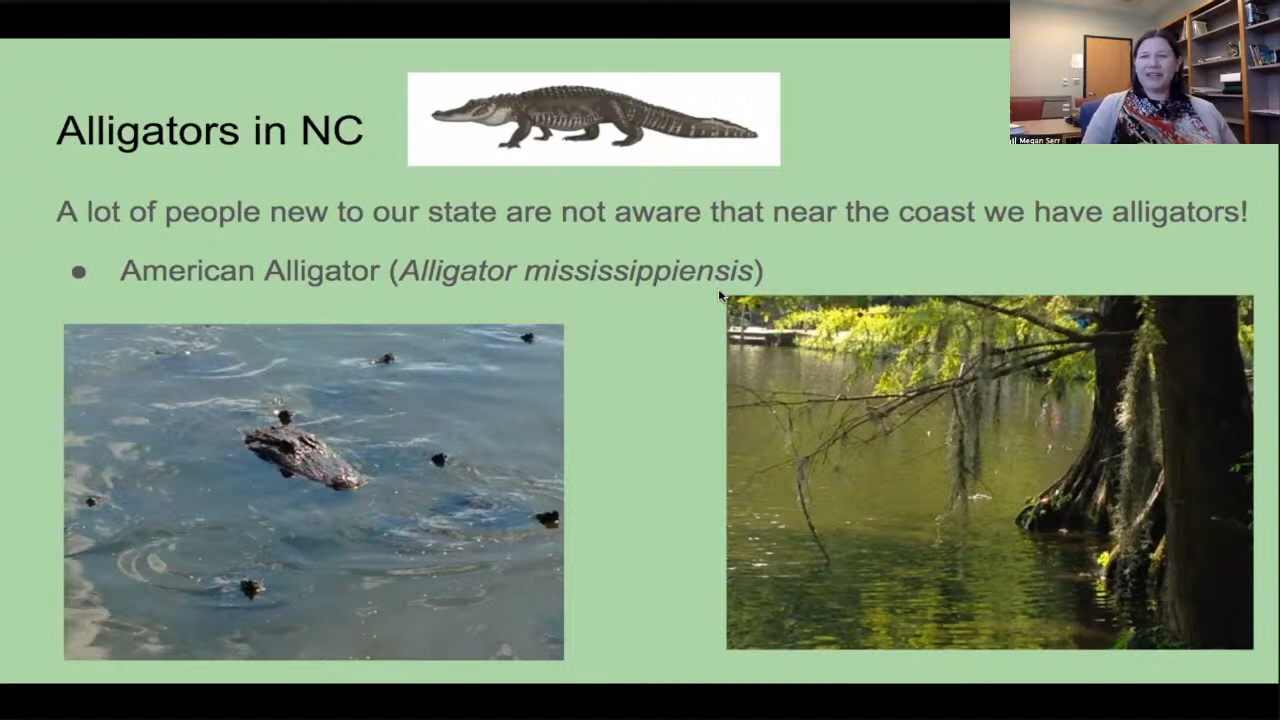 Megan Serr
Alligators in NC
A lot of people new to our state are not aware that near the coast we have alligators!
● American Alligator (Alligator mississippiensis)